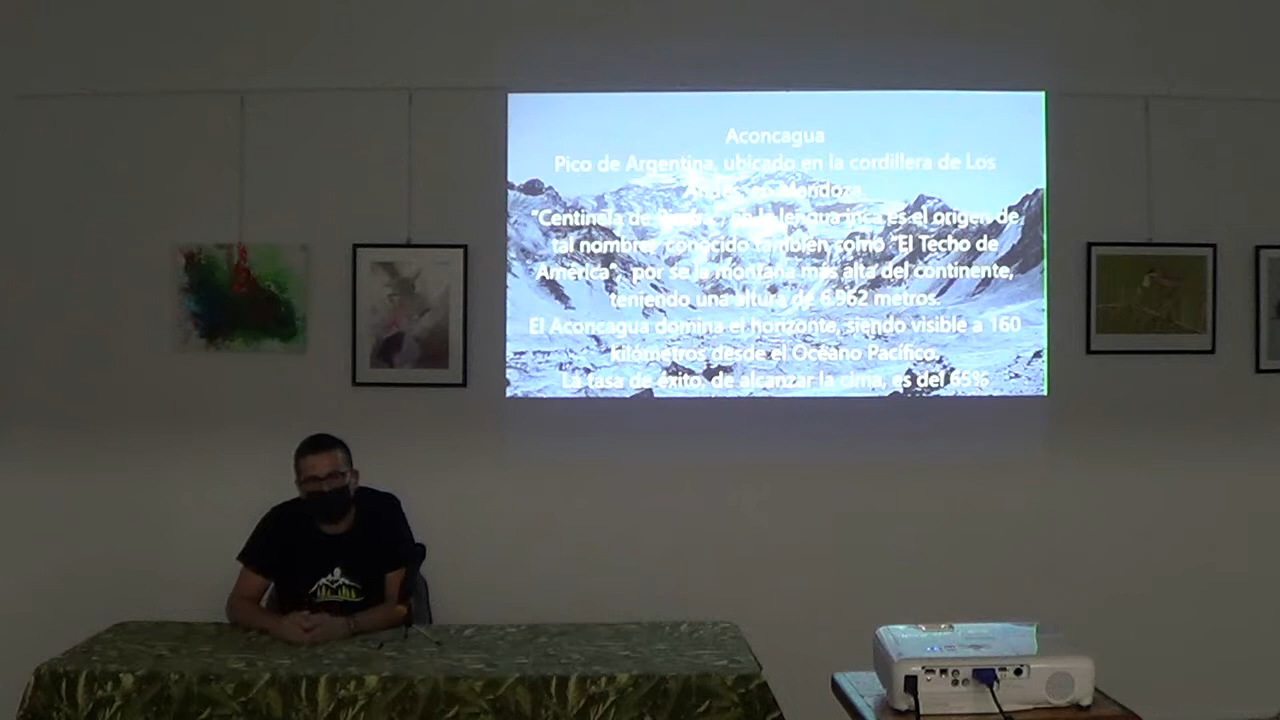 Aconcagua
Pico de Argentina, ubicado en la cordillera de Los
Andes, en Mendoza.
"Centinela de en la lengua inca es el origen de
tal nombre, conocido también como "El Techo de
América", por se la montaña más alta del continente,
teniendo una altura de 6.962 metros.
El Aconcagua domina el horizonte, siendo visible a 160
kilómetros desde el Océano Pacífico.
La tasa de éxito, de alcanzar la cima, es del 65%